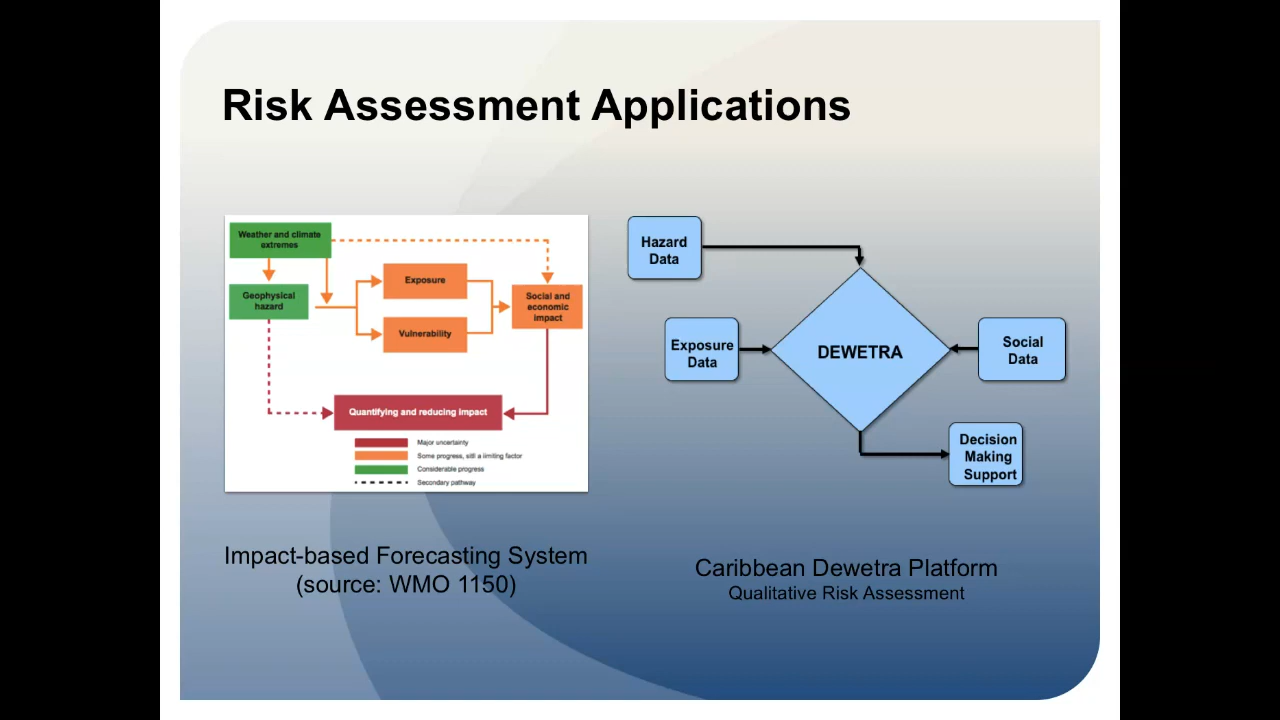 Risk Assessment Applications
Weather and climate
extremes
Geophysical
hazard
Exposure
Vulnerability
Social and
economic
impact
Quantifying and reducing impact
Major uncertainty
Some progress, still a limiting factor
Considerable progress
Secondary pathway
Impact-based Forecasting System
(source: WMO 1150)
Hazard
Data
Exposure
Data
DEWETRA
Social
Data
Decision
Making
Support
Caribbean Dewetra Platform
Qualitative Risk Assessment